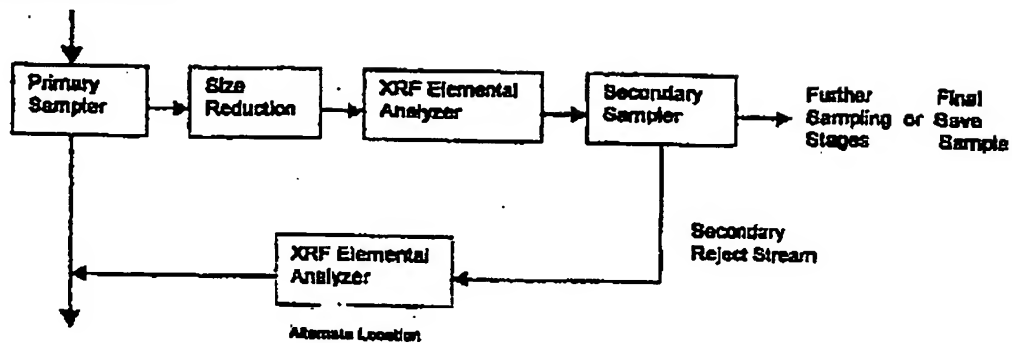 Primary
Sampler
Size
Reduction
XRF Elemental
Analyzer
Secondary
Sampler
Further
Sampling or
Stages
Final
Save
Sample
Secondary
Reject Stream
XRF Elemental
Analyzer
Alternate Location